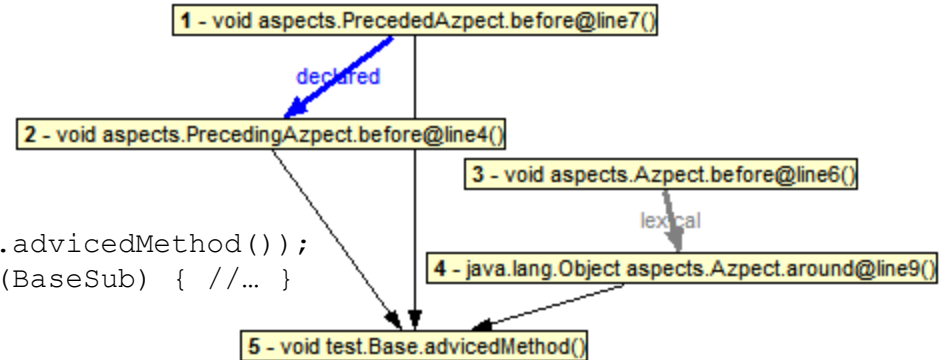 1 - void aspects.PrecededAzpect.before@line7()
declared
2 - void aspects.PrecedingAzpect.before@line4()
3 - void aspects.Azpect.before@line6()
lexical
.advicedMethod());
(BaseSub) { //… }
4 - java.lang.Object aspects.Azpect.around@line9()
5 - void test.Base.advicedMethod()